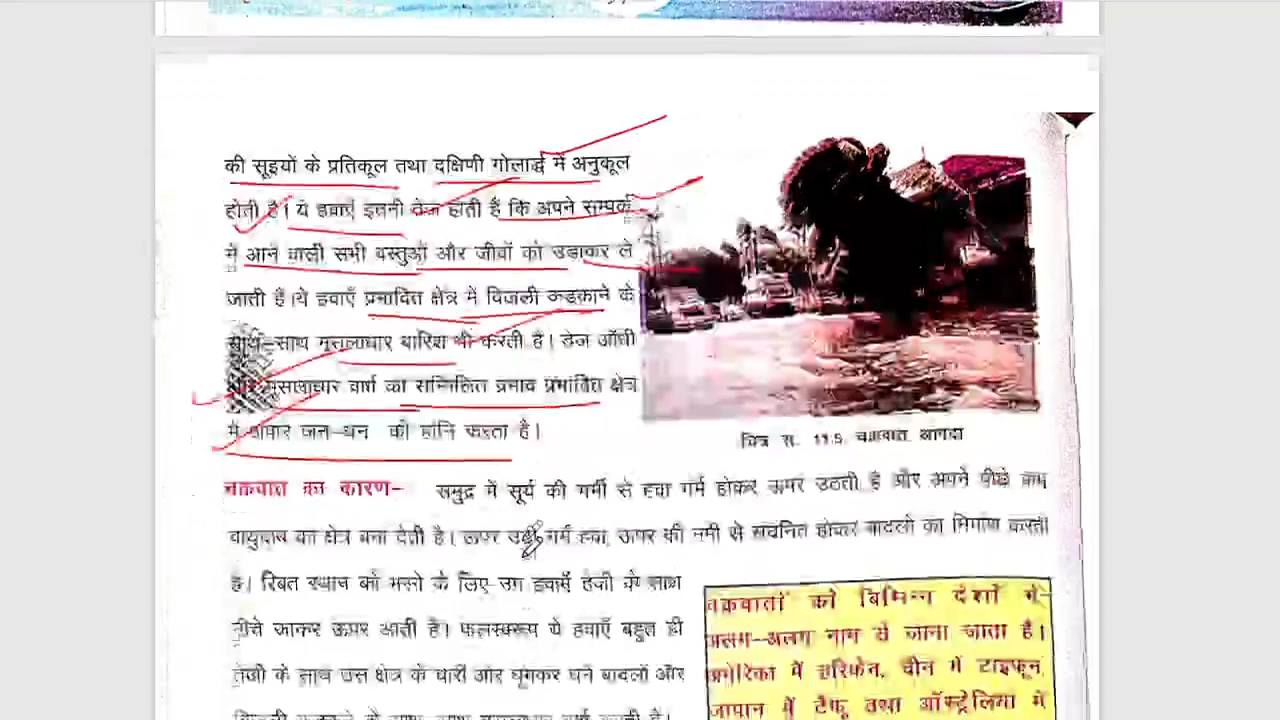 की सूइयों के प्रतिकूल तथा दक्षिणी गोलार्द्ध में अनुकूल
होती है। ये हवाएँ इतनी तेज होती हैं कि अपने सम्पर्क
में आने वाली सभी वस्तुओं और जीवों को उड़ाकर ले
जाती हैं। ये हवाएँ प्रभावित क्षेत्र में बिजली कड़काने के
साथ-साथ मूसलाधार बारिश भी करती है। तेज आँधी
मूसलाधार वर्षा का सम्मिलित प्रभाव प्रभावित क्षेत्र
में अपार जन-धन की हानि करता है।
चित्र स. 11.5 चक्रवात आपदा
चक्रवात का कारण- समुद्र में सूर्य की गर्मी से हवा गर्म होकर ऊपर उठती है और अपने पीछे कम
वायुदाब का क्षेत्र बना देती है। ऊपर उठी गर्म हवा, ऊपर की नमी से संघनित होकर बादलों का निर्माण करती
है। रिक्त स्थान को भरने के लिए हवाएँ तेजी के साथ
नीचे जाकर ऊपर आती है। फलस्वरूप ये हवाएँ बहुत ही
तेजी के साथ उस क्षेत्र के चारों ओर घूमकर घने बादलों और
चक्रवातों को विभिन्न देशों में
अलग-अलग नाम से जाना जाता है।
अमेरिका में हरिकेन, चीन में टाइफून,
जापान में टैफू तथा ऑस्ट्रेलिया में